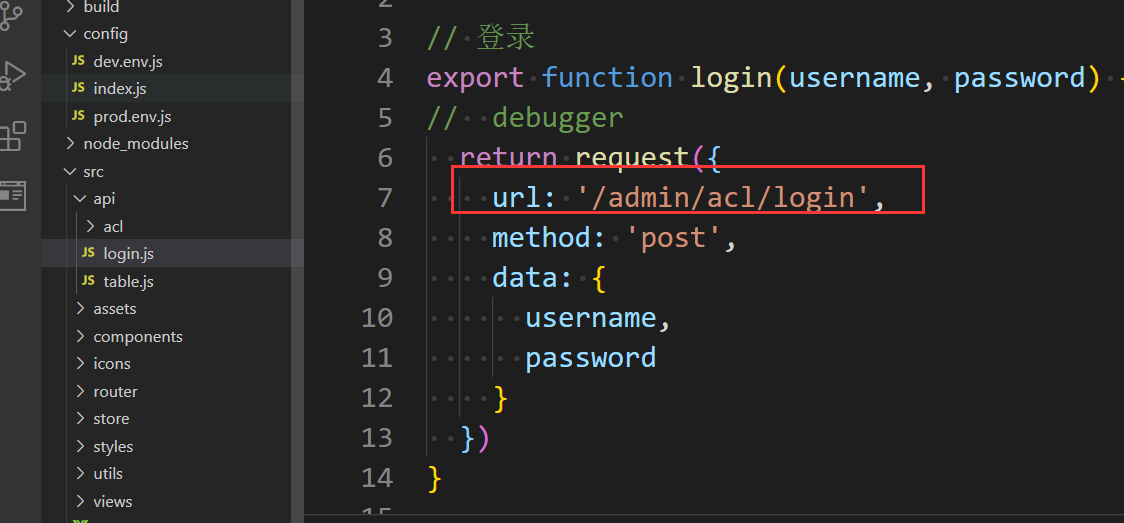 build
config
JS dev.env.js
JS index.js
JS prod.env.js
node_modules
src
api
acl
JS login.js
JS table.js
assets
components
icons
router
store
styles
utils
views
3 // 登录
4 export function login(username, password)
5 // debugger
6 return request({
7 url: '/admin/acl/login',
8 method: 'post',
9 data: {
10 username,
11 password
12 }
13 })
14 }